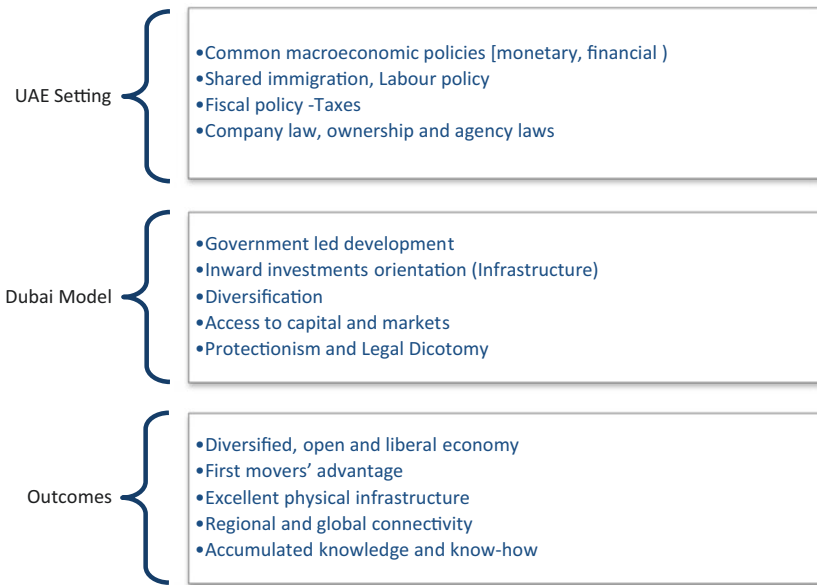 UAE Setting
•Common macroeconomic policies [monetary, financial )
•Shared immigration, Labour policy
•Fiscal policy -Taxes
•Company law, ownership and agency laws
Dubai Model
•Government led development
•Inward investments orientation (Infrastructure)
•Diversification
•Access to capital and markets
•Protectionism and Legal Dicotomy
Outcomes
•Diversified, open and liberal economy
•First movers’ advantage
•Excellent physical infrastructure
•Regional and global connectivity
•Accumulated knowledge and know-how